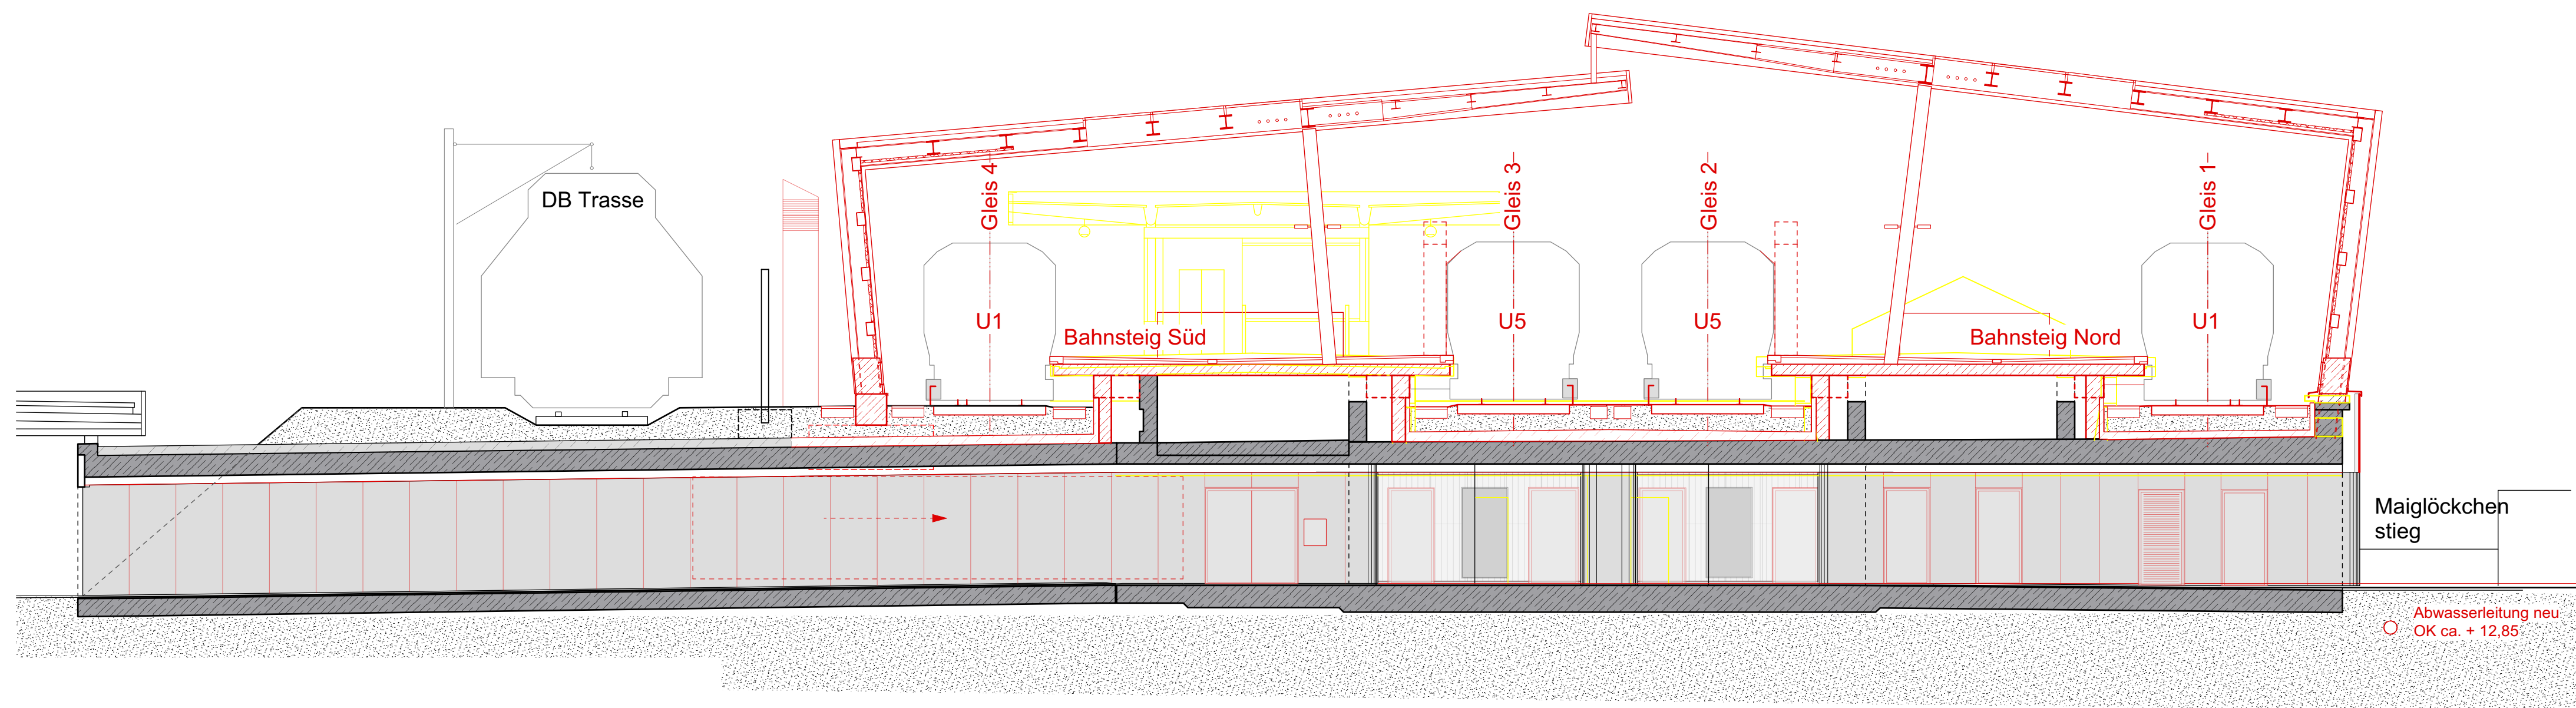 DB Trasse
Gleis 4
Gleis 3
Gleis 2
Gleis 1
U1
U5
U5
U1
Bahnsteig Süd
Bahnsteig Nord
Maiglöckchen
stieg
Abwasserleitung neu
OK ca. + 12,85